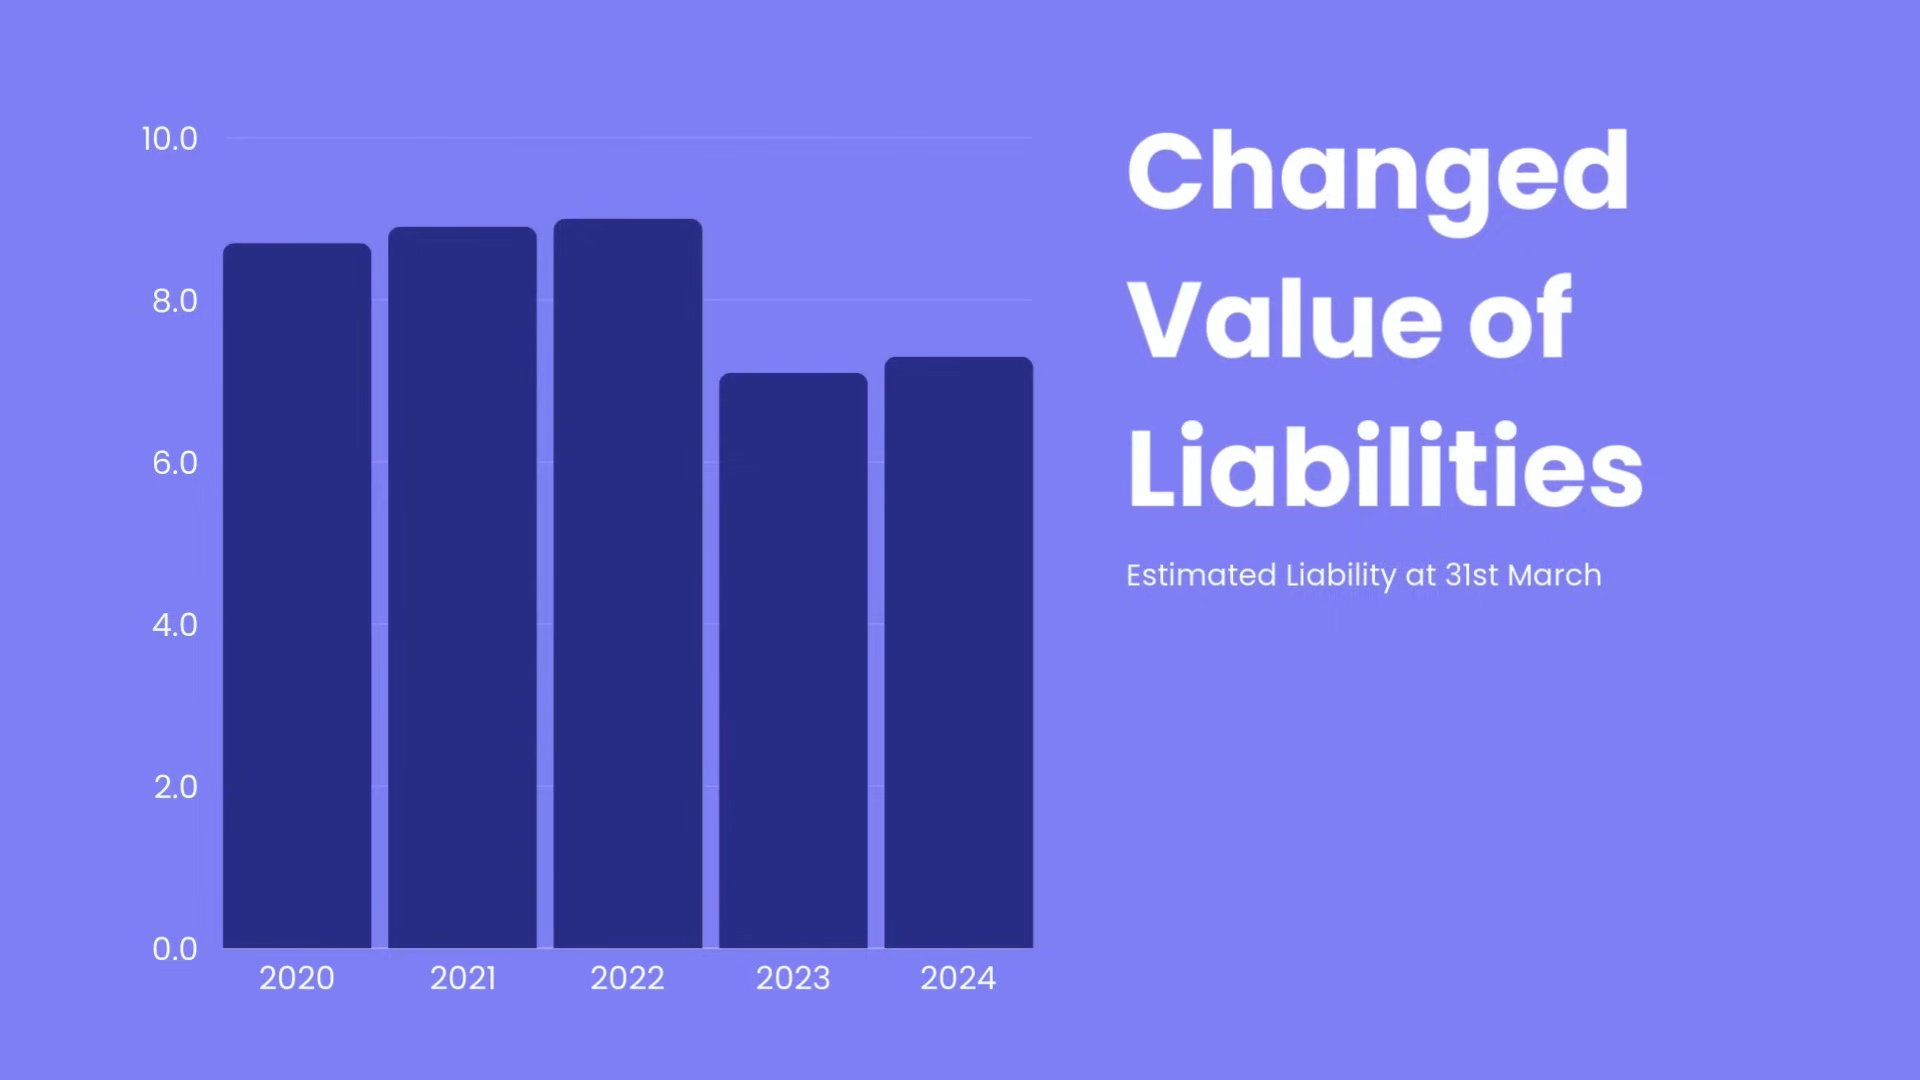 10.0
8.0
6.0
4.0
2.0
0.0
2020 2021 2022 2023 2024
Changed
Value of
Liabilities
Estimated Liability at 31st March